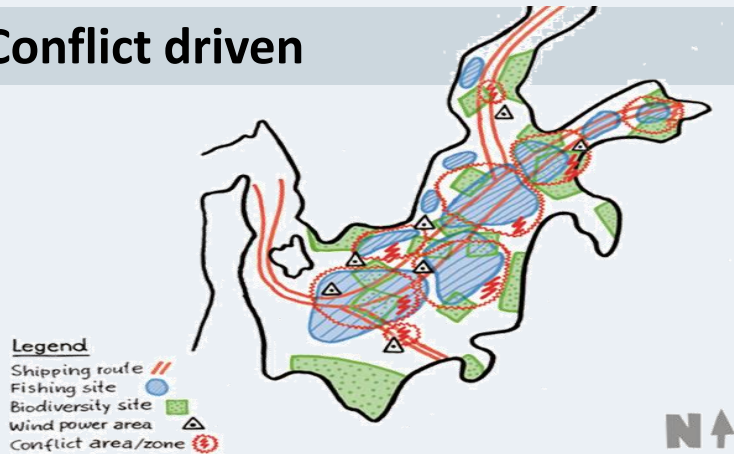 Conflict driven
Legend
Shipping route
Fishing site
Biodiversity site
Wind power area
Conflict area/zone
N